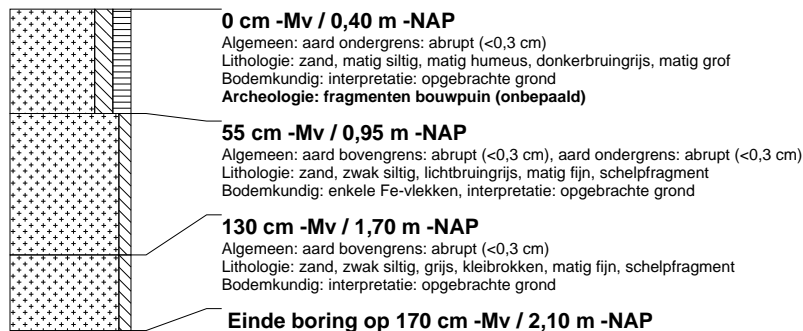 0 cm -Mv / 0,40 m -NAP
Algemeen: aard ondergrens: abrupt (<0,3 cm)
Lithologie: zand, matig siltig, matig humeus, donkerbruingrijs, matig grof
Bodemkundig: interpretatie: opgebrachte grond
Archeologie: fragmenten bouwpuin (onbepaald)
55 cm -Mv / 0,95 m -NAP
Algemeen: aard bovengrens: abrupt (<0,3 cm), aard ondergrens: abrupt (<0,3 cm)
Lithologie: zand, zwak siltig, lichtbruingrijs, matig fijn, schelpfragment
Bodemkundig: enkele Fe-vlekken, interpretatie: opgebrachte grond
130 cm -Mv / 1,70 m -NAP
Algemeen: aard bovengrens: abrupt (<0,3 cm)
Lithologie: zand, zwak siltig, grijs, kleibrokken, matig fijn, schelpfragment
Bodemkundig: interpretatie: opgebrachte grond
Einde boring op 170 cm -Mv / 2,10 m -NAP